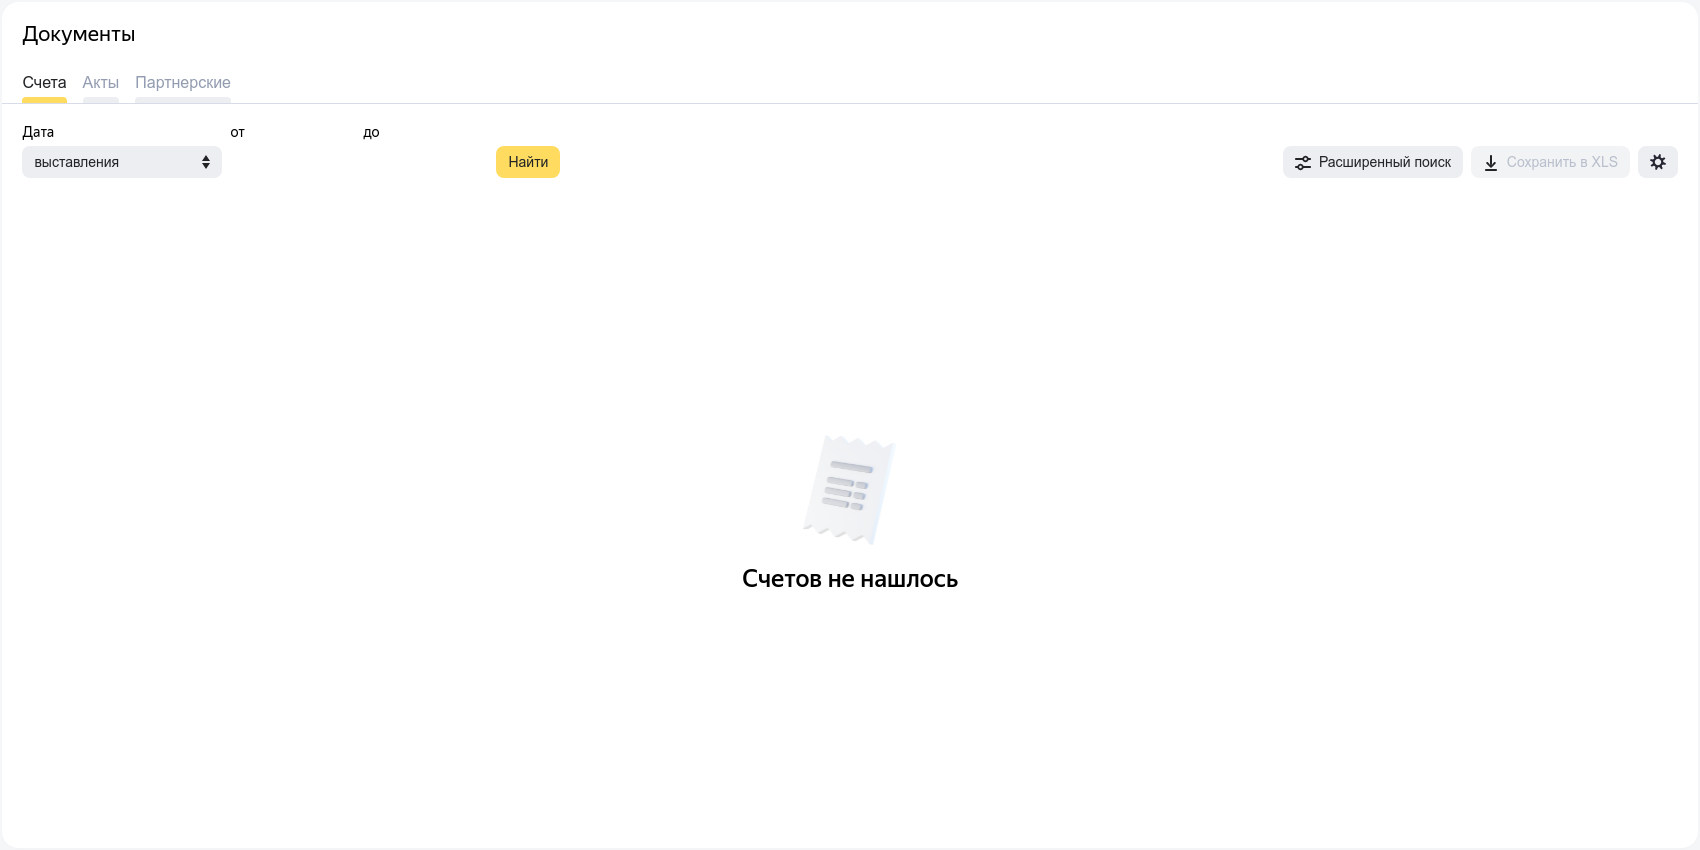 Документы
Счета Акты Партнерские
Дата от до
выставления Найти Расширенный поиск Сохранить в XLS
Счетов не нашлось